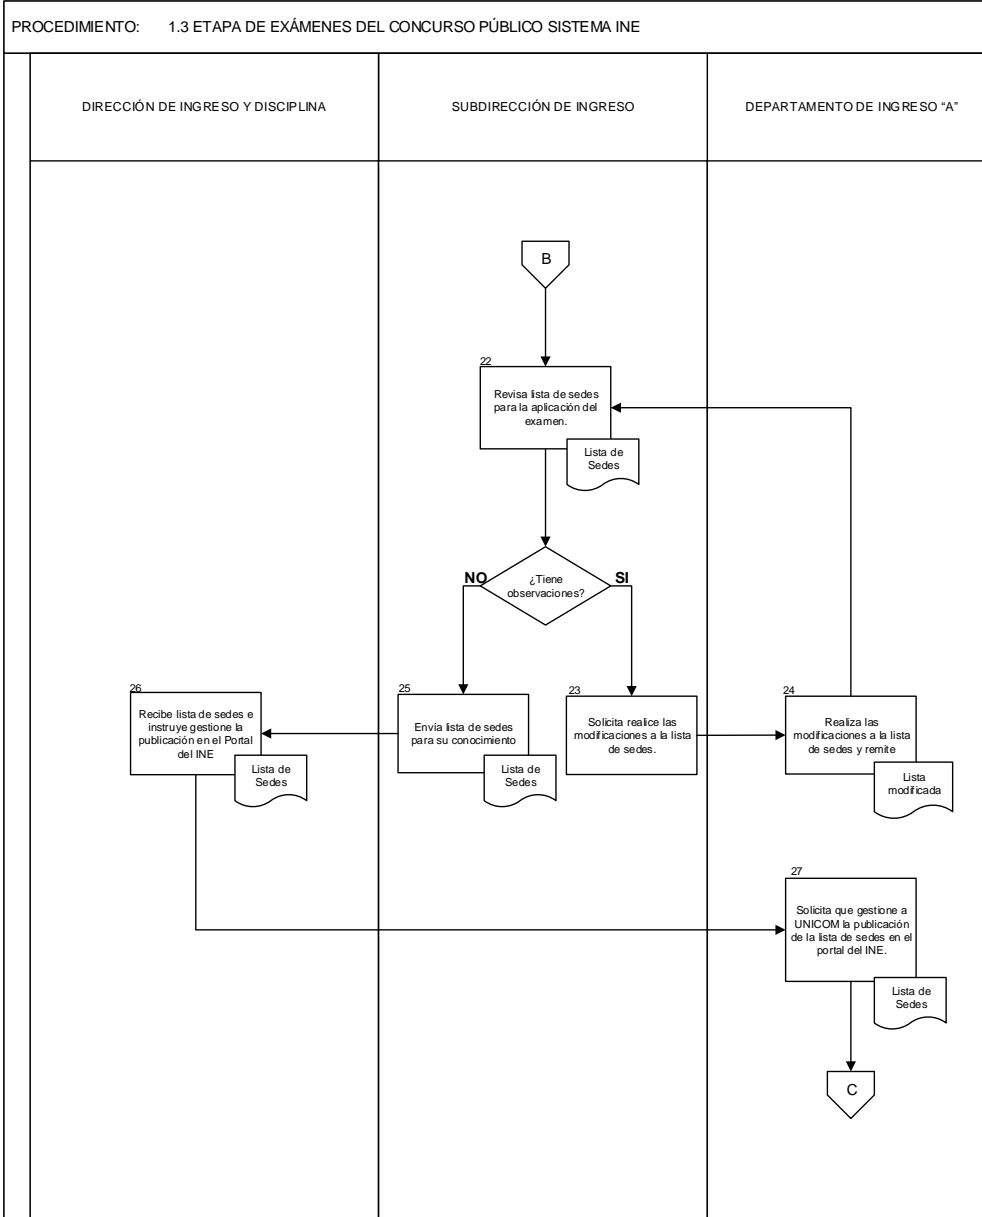 PROCEDIMIENTO: 1.3 ETAPA DE EXÁMENES DEL CONCURSO PÚBLICO SISTEMA INE
DIRECCIÓN DE INGRESO Y DISCIPLINA
SUBDIRECCIÓN DE INGRESO
DEPARTAMENTO DE INGRESO “A”
B
22
Revisa lista de sedes
para la aplicación del
examen.
Lista de
Sedes
¿Tiene
observaciones?
NO
SI
26
Recibe lista de sedes e
instruye gestione la
publicación en el Portal
del INE
Lista de
Sedes
25
Envía lista de sedes
para su conocimiento
Lista de
Sedes
23
Solicita realice las
modificaciones a la lista
de sedes.
24
Realiza las
modificaciones a la lista
de sedes y remite
Lista
modificada
27
Solicita que gestione a
UNICOM la publicación
de la lista de sedes en el
portal del INE.
Lista de
Sedes
C